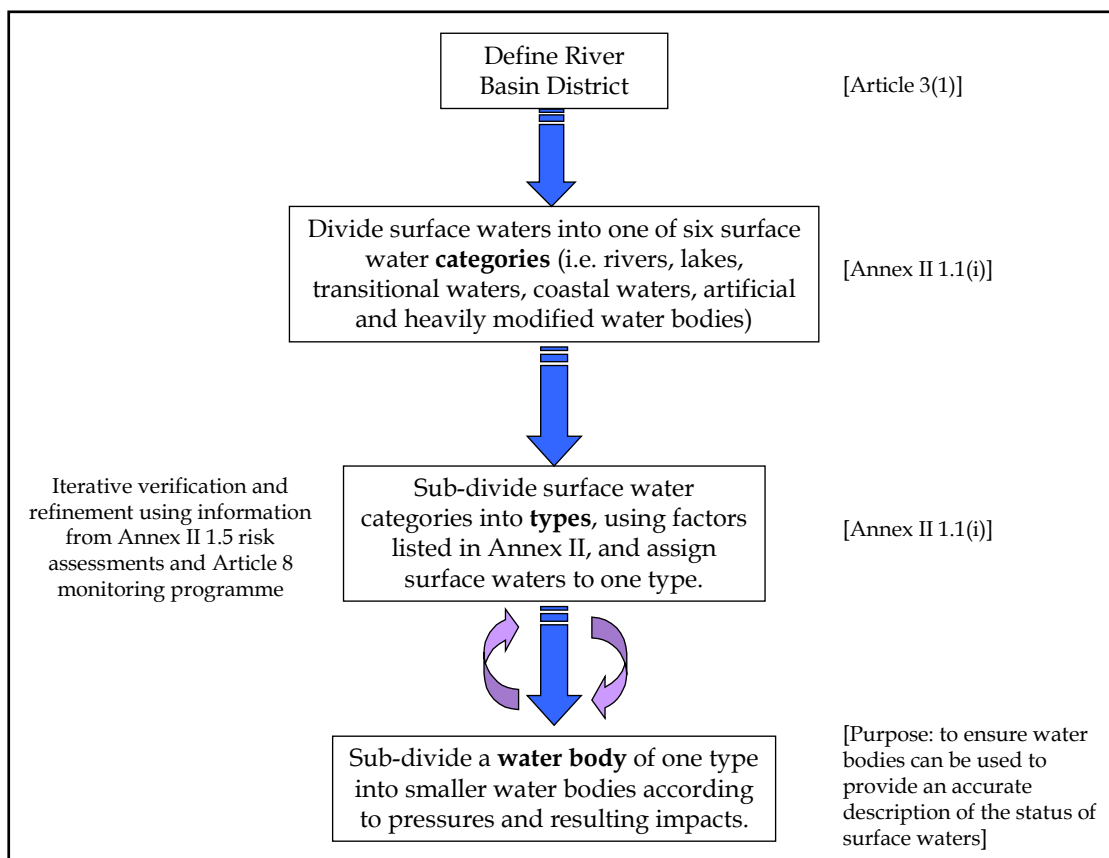 Define River
Basin District
[Article 3(1)]
Divide surface waters into one of six surface
water categories (i.e. rivers, lakes,
transitional waters, coastal waters, artificial
and heavily modified water bodies)
[Annex II 1.1(i)]
Iterative verification and
refinement using information
from Annex II 1.5 risk
assessments and Article 8
monitoring programme
Sub-divide surface water
categories into types, using factors
listed in Annex II, and assign
surface waters to one type.
[Annex II 1.1(i)]
Sub-divide a water body of one type
into smaller water bodies according
to pressures and resulting impacts.
[Purpose: to ensure water
bodies can be used to
provide an accurate
description of the status of
surface waters]